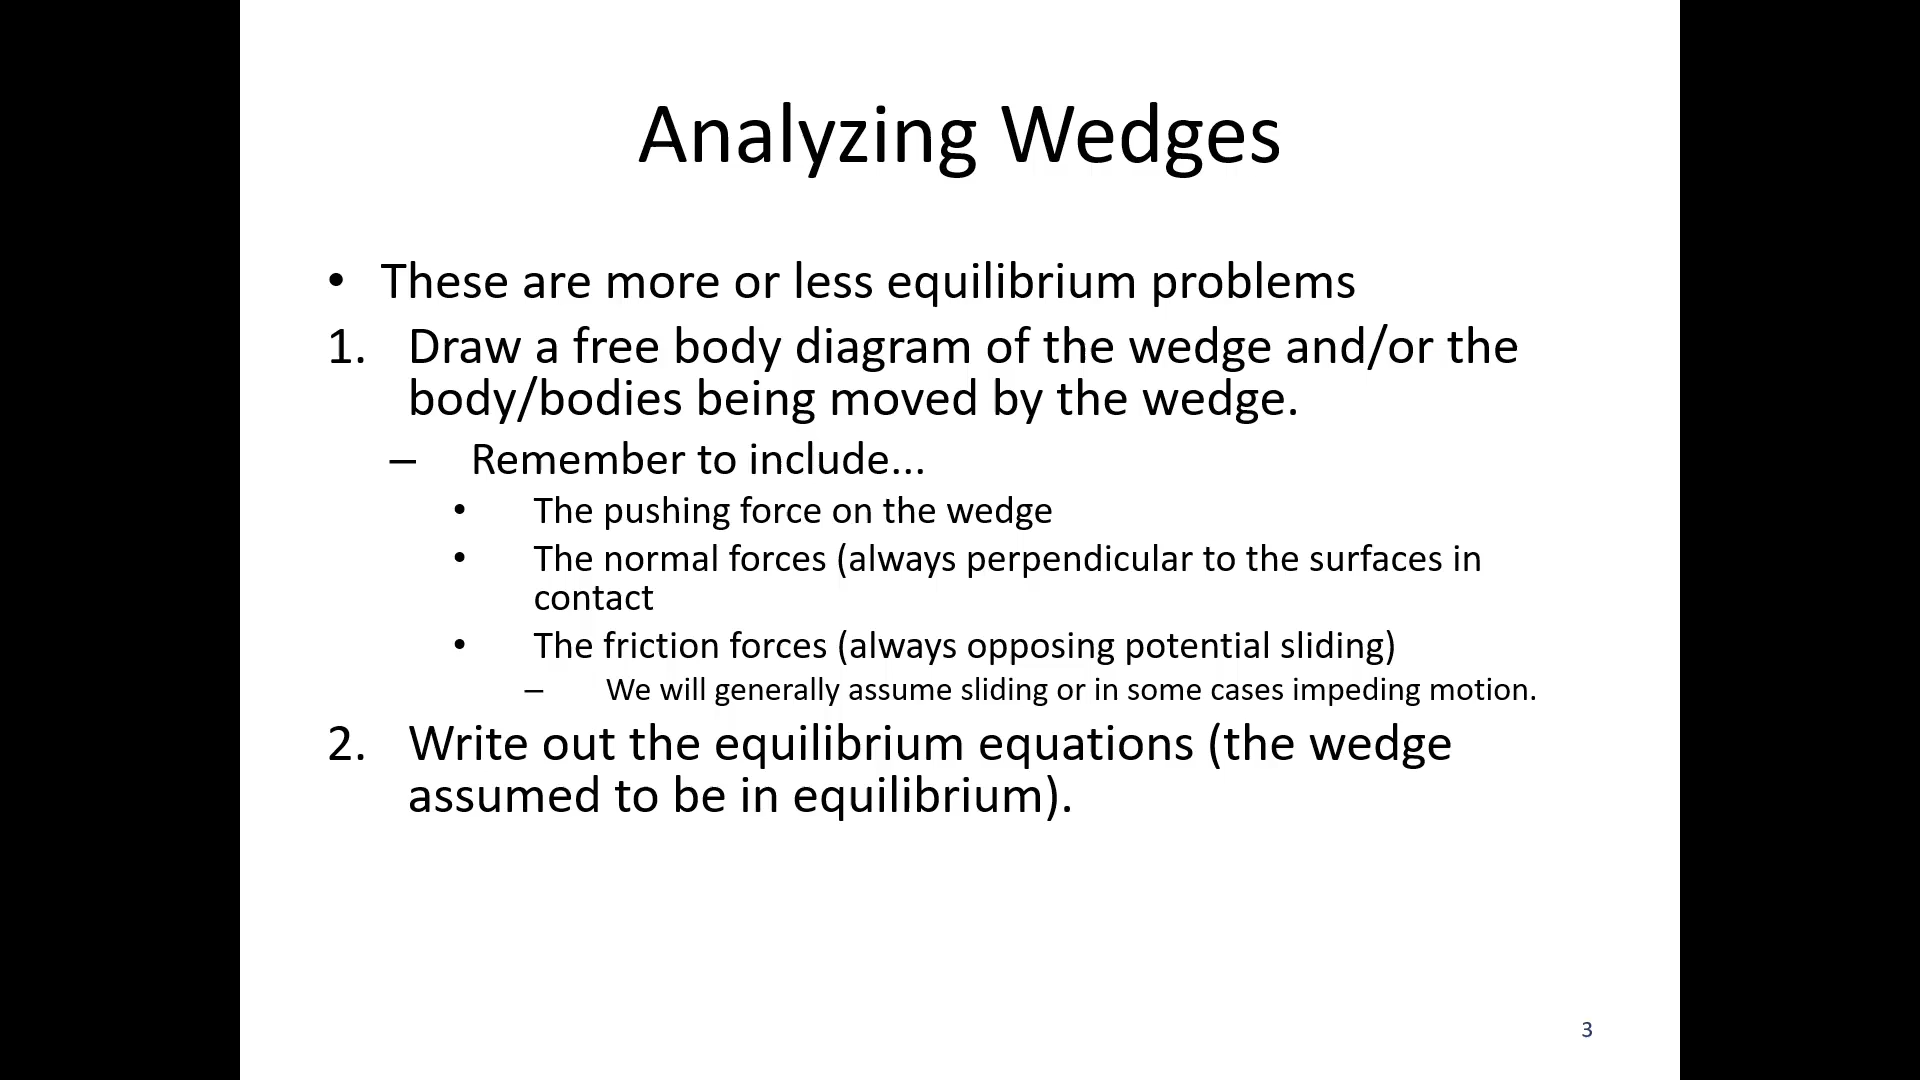 Analyzing Wedges
• These are more or less equilibrium problems
1. Draw a free body diagram of the wedge and/or the
body/bodies being moved by the wedge.
– Remember to include...
• The pushing force on the wedge
• The normal forces (always perpendicular to the surfaces in
contact
• The friction forces (always opposing potential sliding)
– We will generally assume sliding or in some cases impeding motion.
2. Write out the equilibrium equations (the wedge
assumed to be in equilibrium).
3